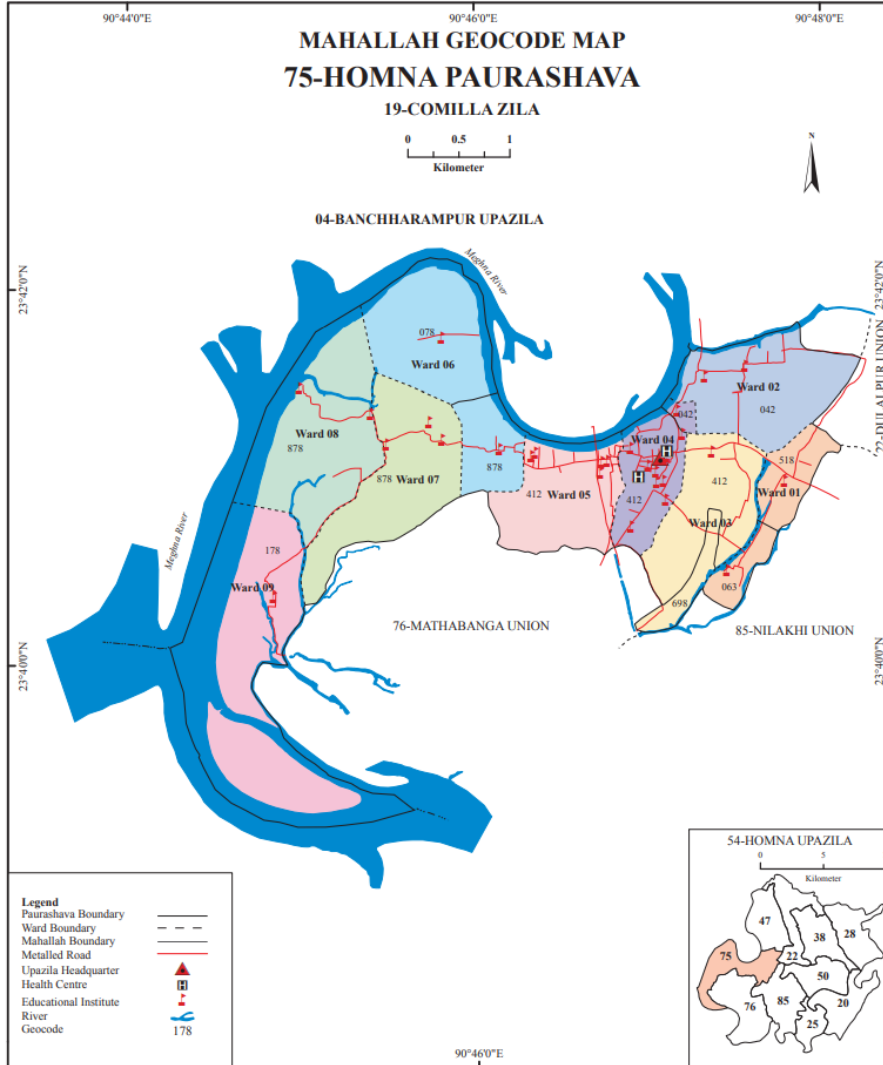 90°44'0"E
90°46'0"E
90°48'0"E
MAHALLAH GEOCODE MAP
75-HOMNA PAURASHAVA
19-COMILLA ZILA
0 0.5 1
Kilometer
N
04-BANCHHARAMPUR UPAZILA
Meghna River
23°42'0"N
23°42'0"N
22-DULALPUR UNION
078
Ward 06
Ward 02
042
042
Ward 08
878
Ward 04
H
878
518
878
Ward 07
H
412
Ward 05
412
412
Ward 01
Ward 03
Meghna River
178
Ward 09
063
698
76-MATHABANGA UNION
85-NILAKHI UNION
23°40'0"N
23°40'0"N
Legend
Paurashava Boundary
Ward Boundary
Mahallah Boundary
Metalled Road
Upazila Headquarter
Health Centre H
Educational Institute
River
Geocode 178
90°46'0"E
54-HOMNA UPAZILA
0 5
Kilometer
47
38
28
75
22
50
76
85
20
25